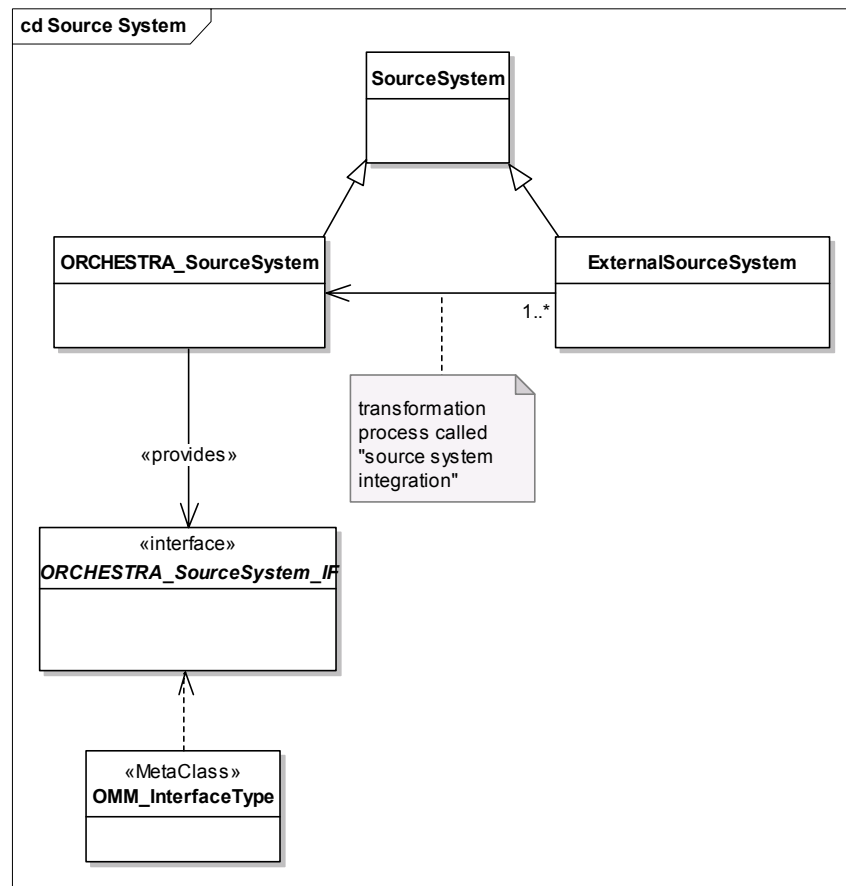 cd Source System
SourceSystem
ORCHESTRA_SourceSystem
ExternalSourceSystem
1..*
transformation
process called
"source system
integration"
«provides»
«interface»
ORCHESTRA_SourceSystem_IF
«MetaClass»
OMM_InterfaceType